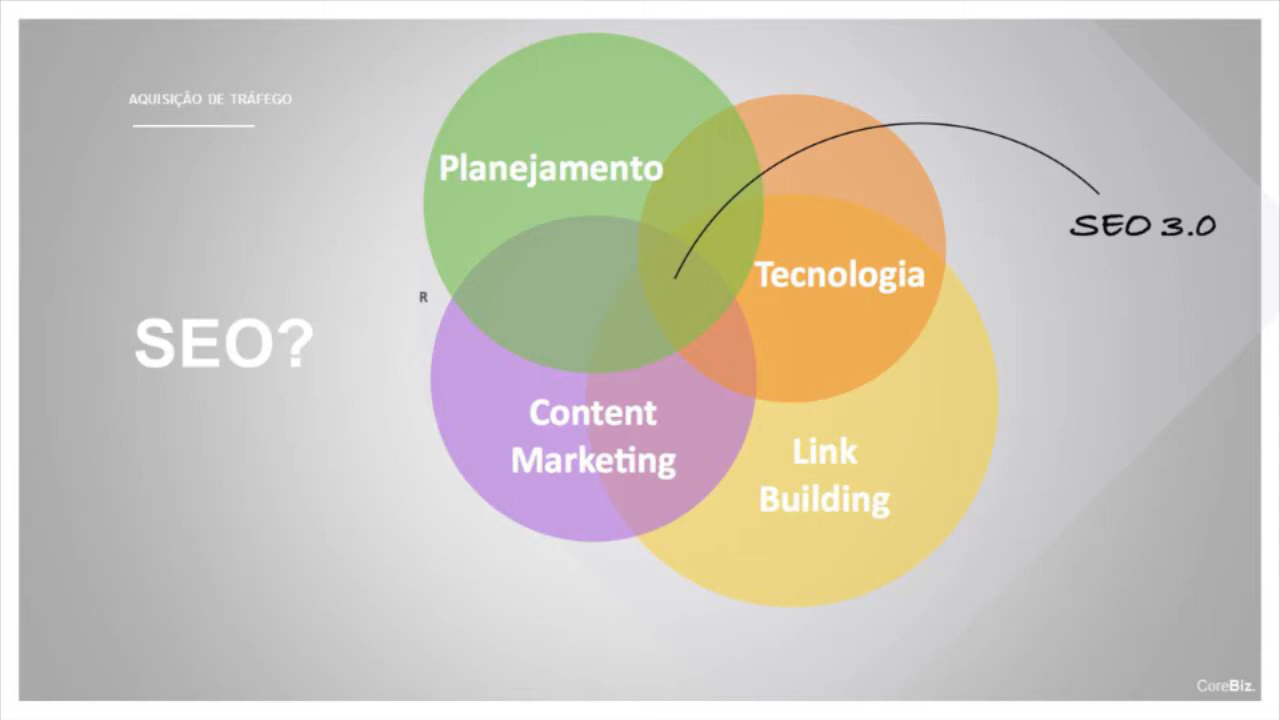 AQUISIÇÃO DE TRÁFEGO
Planejamento
SEO 3.0
Tecnologia
R
SEO?
Content
Marketing
Link
Building
CoreBiz.